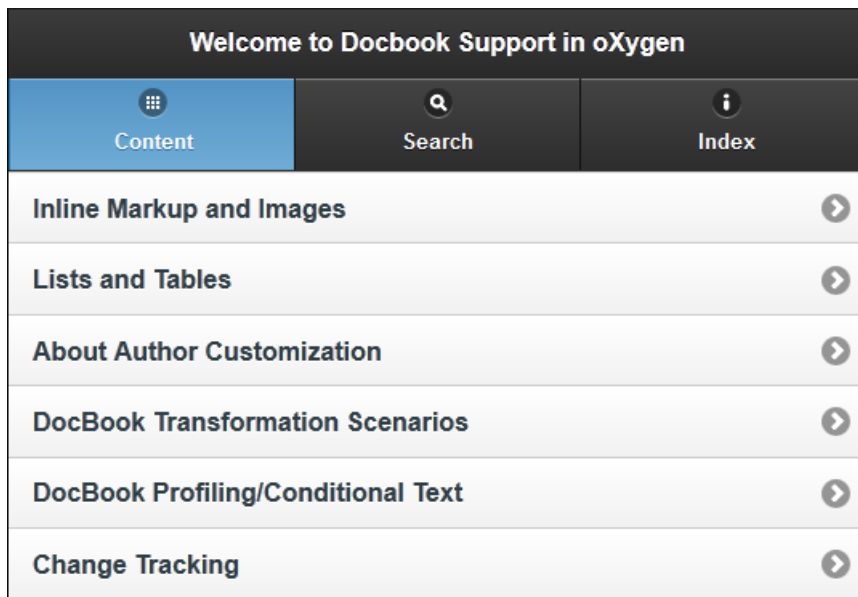 Welcome to Docbook Support in oXygen
Content
Search
Index
Inline Markup and Images
Lists and Tables
About Author Customization
DocBook Transformation Scenarios
DocBook Profiling/Conditional Text
Change Tracking